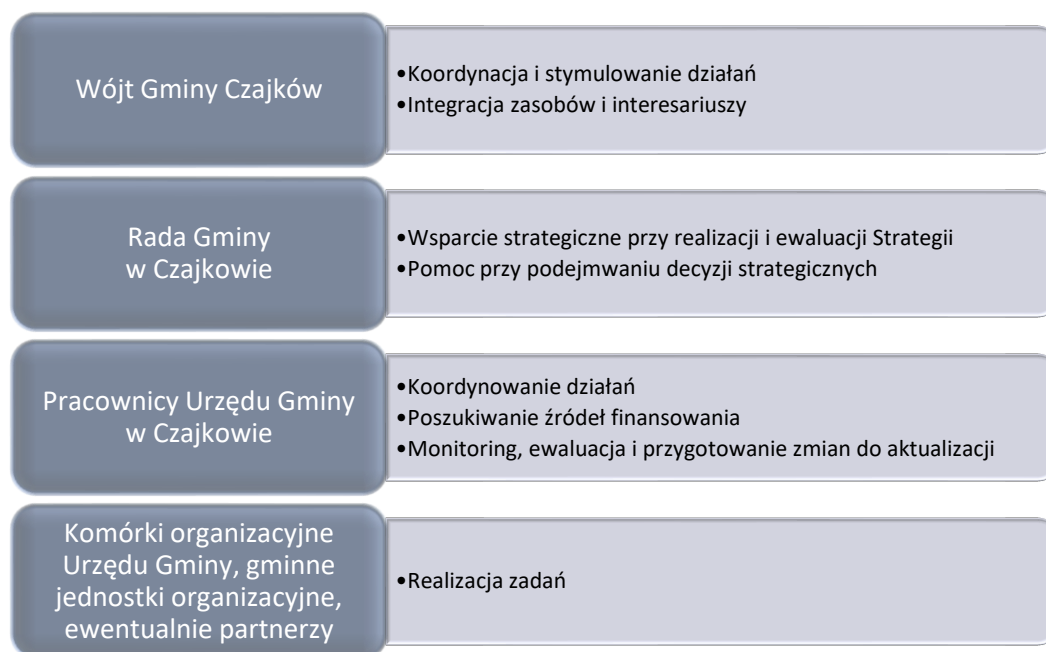 Wójt Gminy Czajków
•Koordynacja i stymulowanie działań
•Integracja zasobów i interesariuszy
Rada Gminy
w Czajkowie
•Wsparcie strategiczne przy realizacji i ewaluacji Strategii
•Pomoc przy podejmwaniu decyzji strategicznych
Pracownicy Urzędu Gminy
w Czajkowie
•Koordynowanie działań
•Poszukiwanie źródeł finansowania
•Monitoring, ewaluacja i przygotowanie zmian do aktualizacji
Komórki organizacyjne
Urzędu Gminy, gminne
jednostki organizacyjne,
ewentualnie partnerzy
•Realizacja zadań